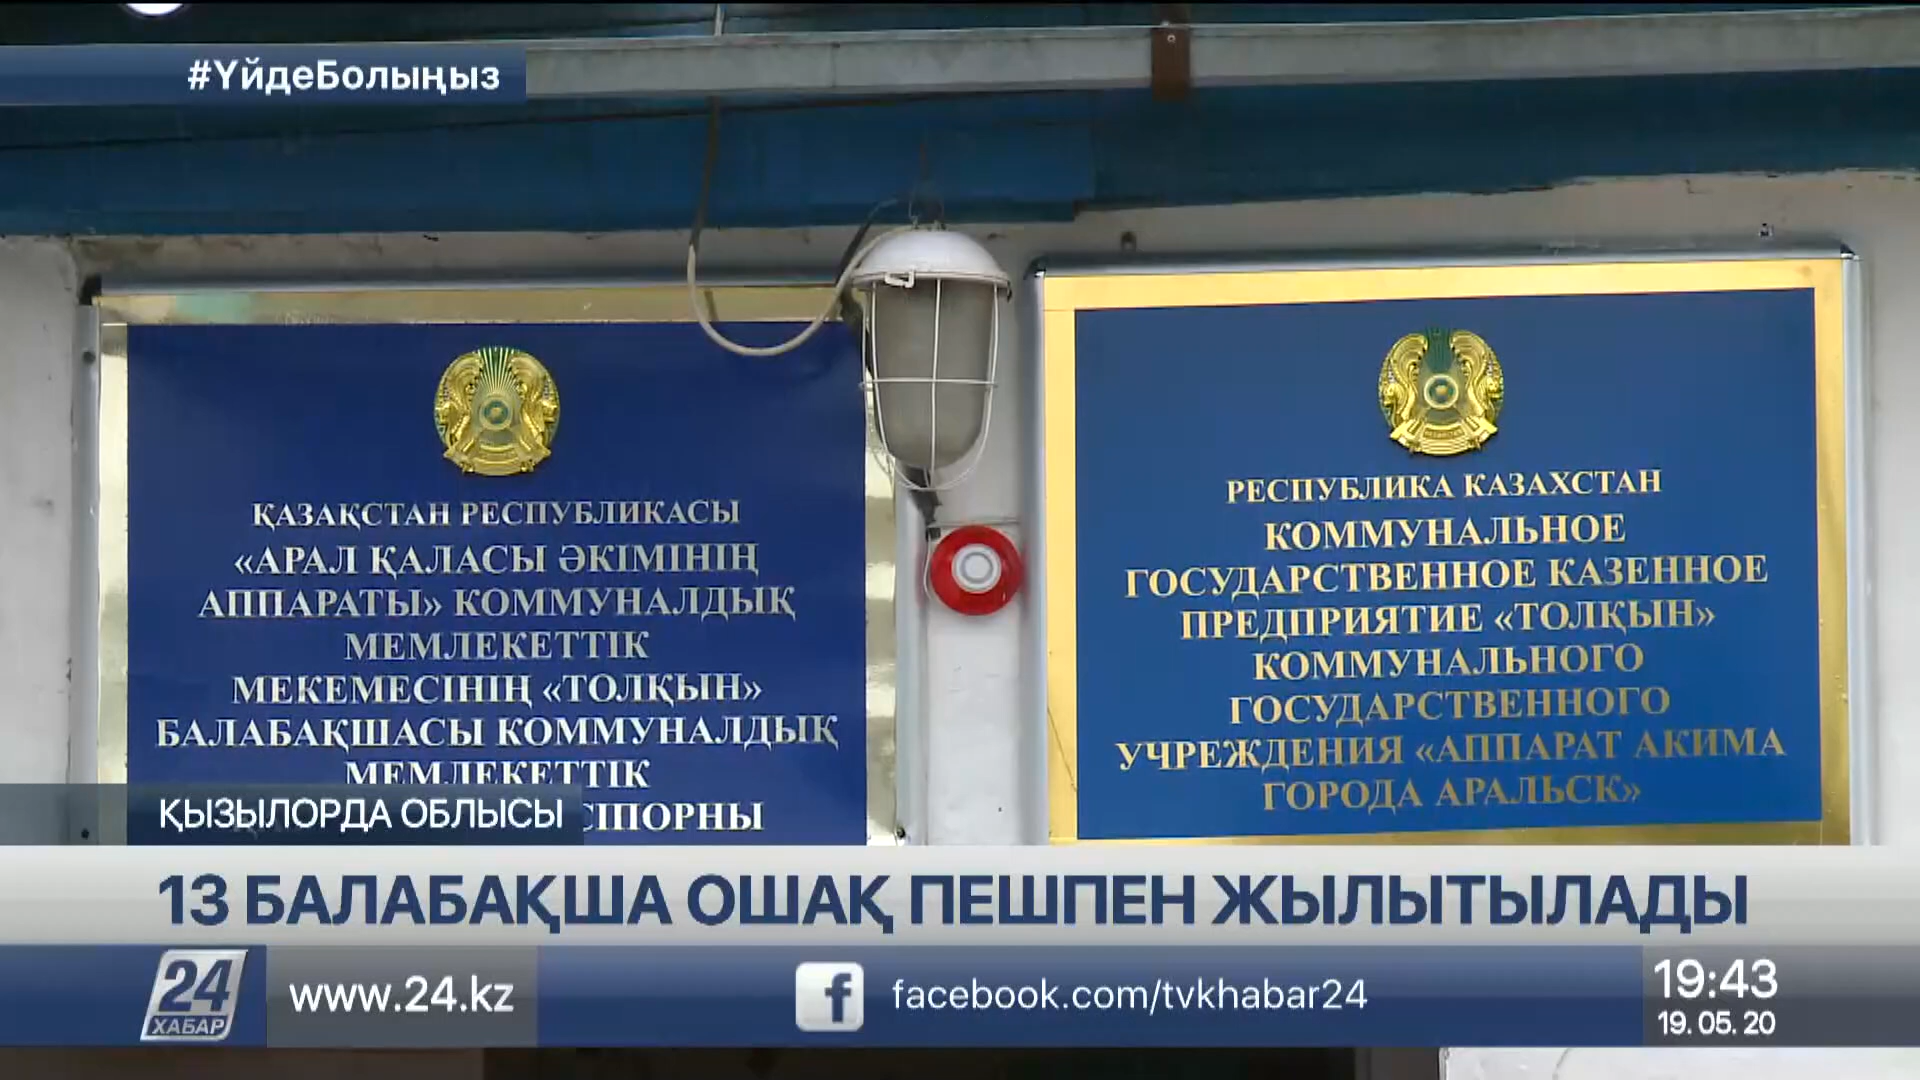 #ҮйдеБолыңыз
ҚАЗАҚСТАН РЕСПУБЛИКАСЫ
«АРАЛ ҚАЛАСЫ ӘКІМІНІҢ
АППАРАТЫ» КОММУНАЛДЫҚ
МЕМЛЕКЕТТІК
МЕКЕМЕСІНІҢ «ТОЛҚЫН»
БАЛАБАҚШАСЫ КОММУНАЛДЫҚ
МЕМЛЕКЕТТІК
РЕСПУБЛИКА КАЗАХСТАН
КОММУНАЛЬНОЕ
ГОСУДАРСТВЕННОЕ КАЗЕННОЕ
ПРЕДПРИЯТИЕ «ТОЛҚЫН»
КОММУНАЛЬНОГО
ГОСУДАРСТВЕННОГО
УЧРЕЖДЕНИЯ «АППАРАТ АКИМА
ГОРОДА АРАЛЬСК»
ҚЫЗЫЛОРДА ОБЛЫСЫ
13 БАЛАБАҚША ОШАҚ ПЕШПЕН ЖЫЛЫТЫЛАДЫ
24
ХАБАР
www.24.kz
f facebook.com/tvkhabar24
19:43
19. 05. 20